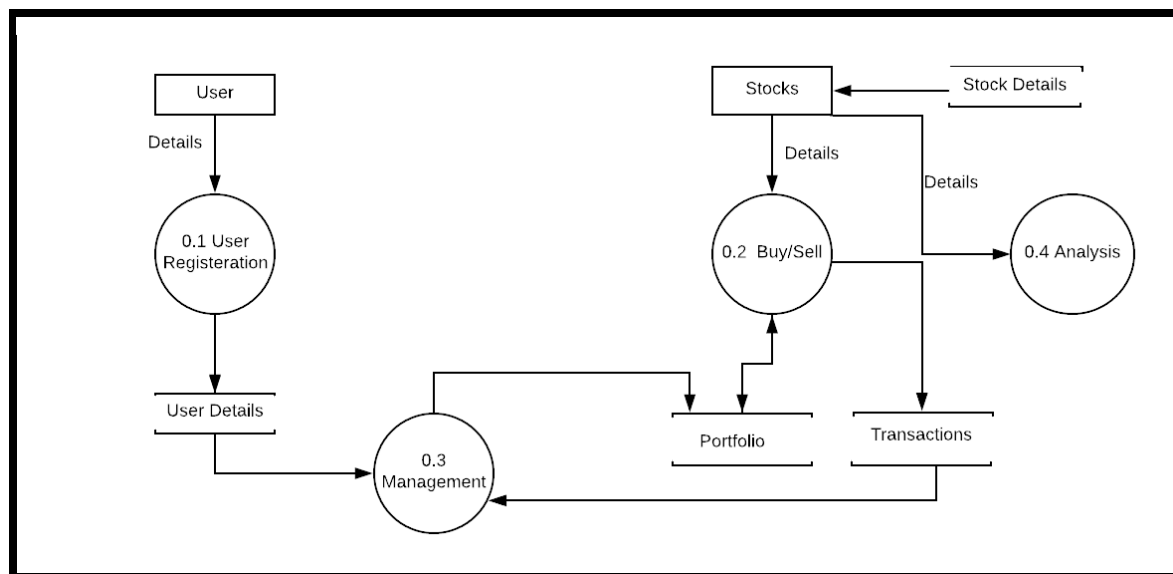 User
Stocks
Stock Details
Details
Details
Details
0.1 User
Registeration
0.2 Buy/Sell
0.4 Analysis
User Details
Portfolio
Transactions
0.3
Management